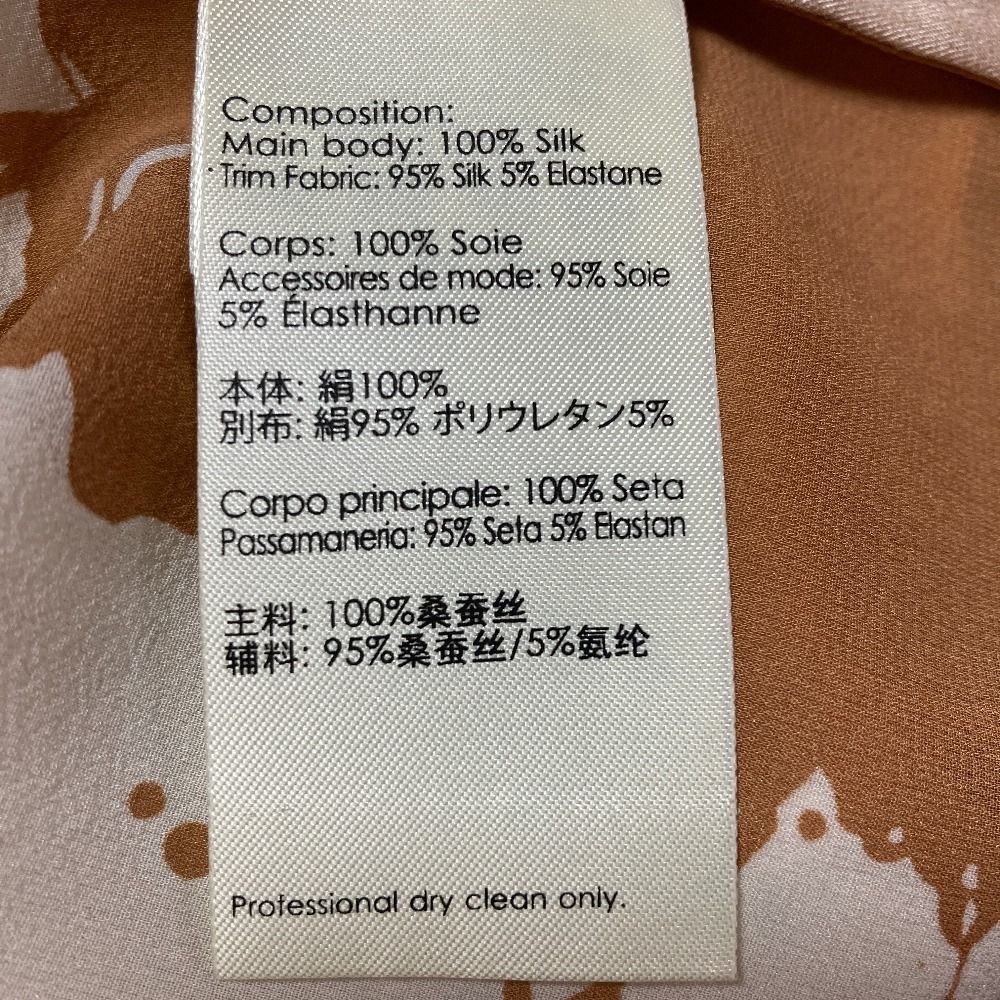 Composition:
Main body: 100% Silk
Trim Fabric: 95% Silk 5% Elastane
Corps: 100% Soie
Accessoires de mode: 95% Soie
5% Élasthanne
本体: 絹100%
別布: 絹95% ポリウレタン5%
Corpo principale: 100% Seta
Passamaneria: 95% Seta 5% Elastan
主料: 100%桑蚕丝
辅料: 95%桑蚕丝/5%氨纶
Professional dry clean only.